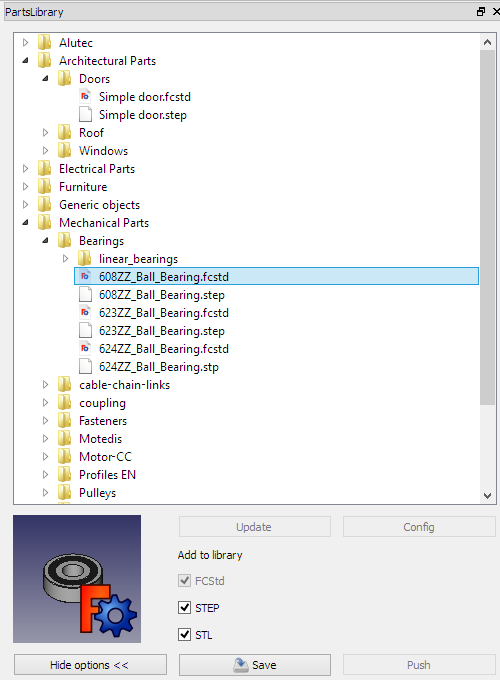 PartsLibrary
Alutec
Architectural Parts
Doors
Simple door.fcstd
Simple door.step
Roof
Windows
Electrical Parts
Furniture
Generic objects
Mechanical Parts
Bearings
linear_bearings
608ZZ_Ball_Bearing.fcstd
608ZZ_Ball_Bearing.step
623ZZ_Ball_Bearing.fcstd
623ZZ_Ball_Bearing.step
624ZZ_Ball_Bearing.fcstd
624ZZ_Ball_Bearing.stp
cable-chain-links
coupling
Fasteners
Motedis
Motor-CC
Profiles EN
Pulleys
Update Config
Add to library
FCStd
STEP
STL
Hide options << Save Push